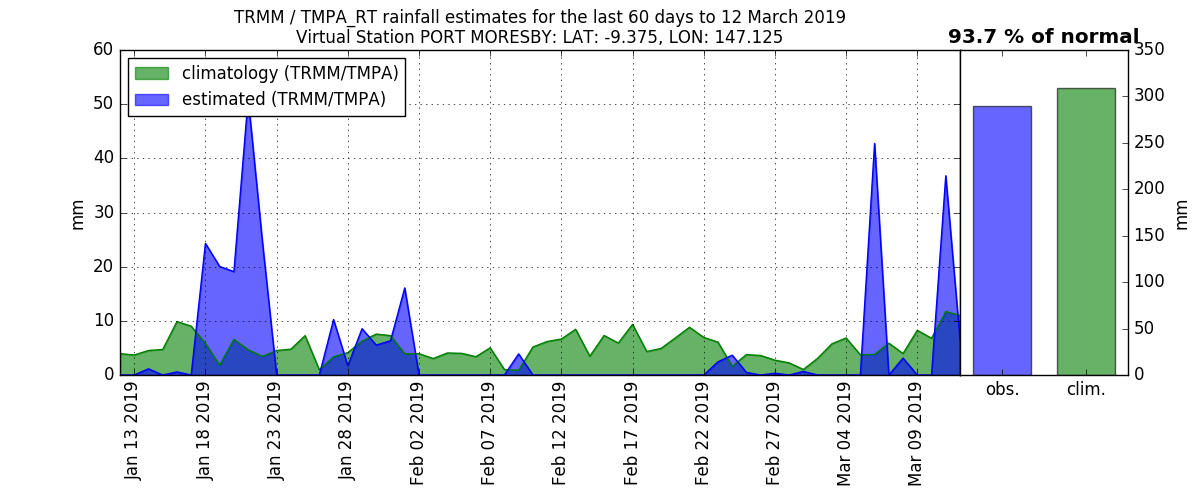 TRMM / TMPA_RT rainfall estimates for the last 60 days to 12 March 2019
Virtual Station PORT MORESBY: LAT: -9.375, LON: 147.125
93.7 % of normal
climatology (TRMM/TMPA)
estimated (TRMM/TMPA)
mm
60
50
40
30
20
10
0
Jan 13 2019
Jan 18 2019
Jan 23 2019
Jan 28 2019
Feb 02 2019
Feb 07 2019
Feb 12 2019
Feb 17 2019
Feb 22 2019
Feb 27 2019
Mar 04 2019
Mar 09 2019
obs.
clim.
350
300
250
200
150
100
50
0
mm